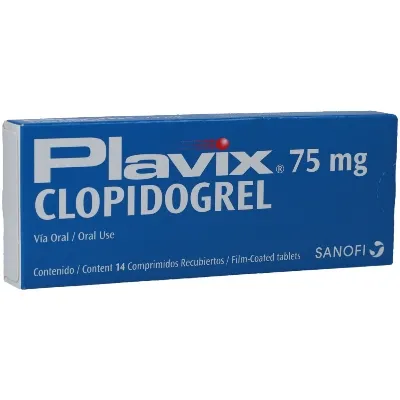 Plavix® 75 mg
CLOPIDOGREL
Vía Oral / Oral Use
Contenido / Content 14 Comprimidos Recubiertos / Film-Coated tablets
SANOFI